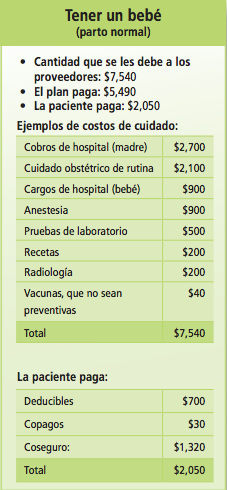 Tener un bebé
(parto normal)
• Cantidad que se les debe a los
proveedores: $7,540
• El plan paga: $5,490
• La paciente paga: $2,050
Ejemplos de costos de cuidado:
Cobros de hospital (madre) $2,700
Cuidado obstétrico de rutina $2,100
Cargos de hospital (bebé) $900
Anestesia $900
Pruebas de laboratorio $500
Recetas $200
Radiología $200
Vacunas, que no sean $40
preventivas
Total $7,540
La paciente paga:
Deducibles $700
Copagos $30
Coseguro: $1,320
Total $2,050